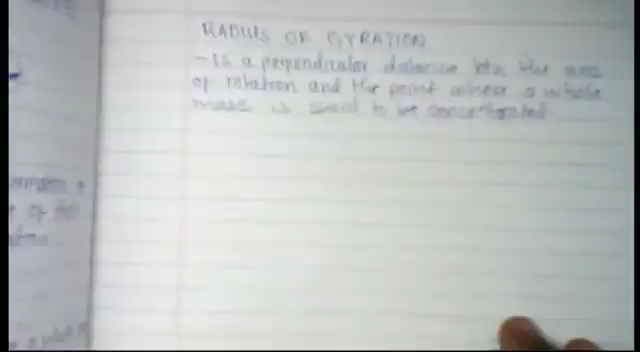 RADIUS OF GYRATION
- Is a perpendicular distance btn the axis
of rotation and the point where a whole
mass is said to be concentrated.